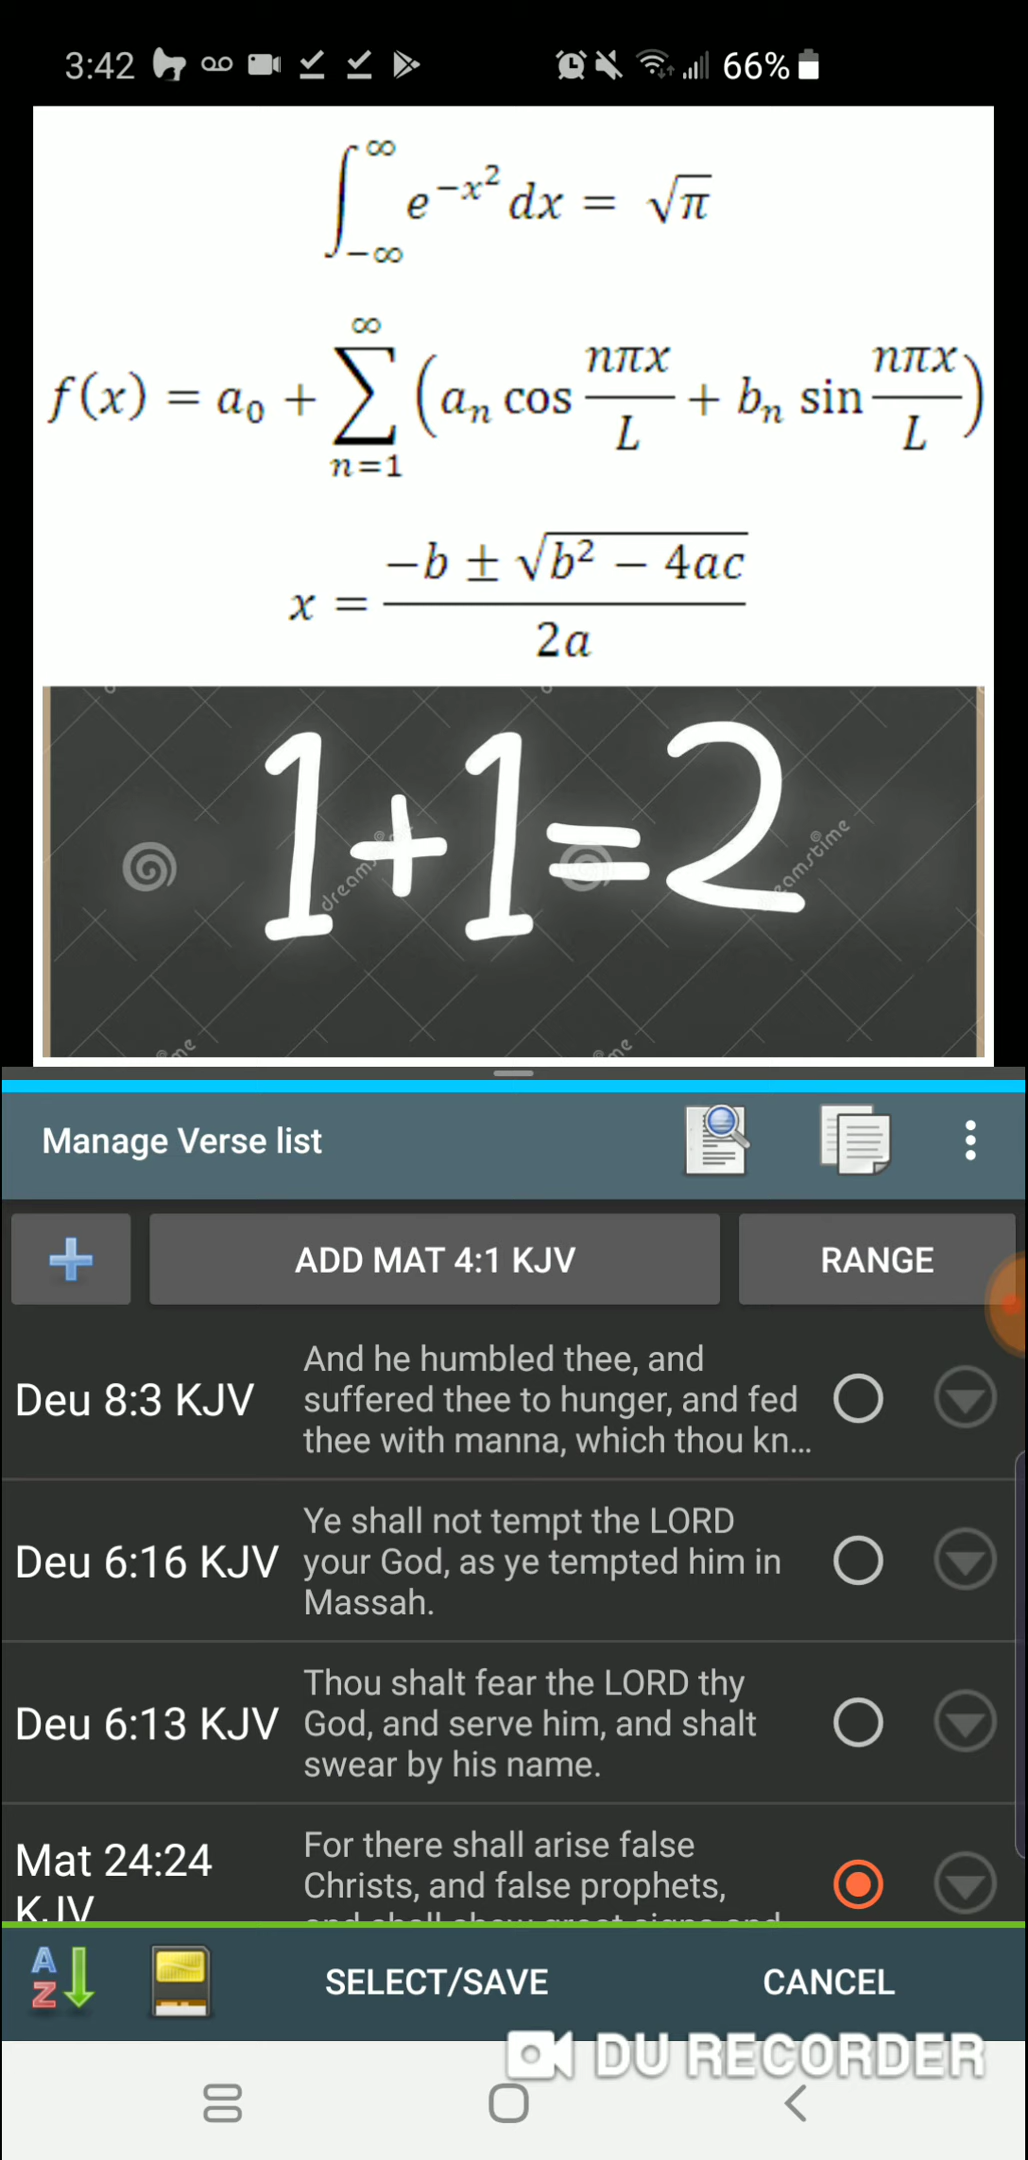 3:42 66%
∫_{-∞}^{∞} e^{-x²} dx = √π
f(x) = a₀ + ∑_{n=1}^{∞} (aₙ cos nπx/L + bₙ sin nπx/L)
x = (-b ± √(b² − 4ac))/2a
1+1=2
dreamstime
Manage Verse list
ADD MAT 4:1 KJV RANGE
Deu 8:3 KJV
And he humbled thee, and
suffered thee to hunger, and fed
thee with manna, which thou kn...
Deu 6:16 KJV
Ye shall not tempt the LORD
your God, as ye tempted him in
Massah.
Deu 6:13 KJV
Thou shalt fear the LORD thy
God, and serve him, and shalt
swear by his name.
Mat 24:24
KJV
For there shall arise false
Christs, and false prophets,
A
Z
SELECT/SAVE CANCEL
DU RECORDER